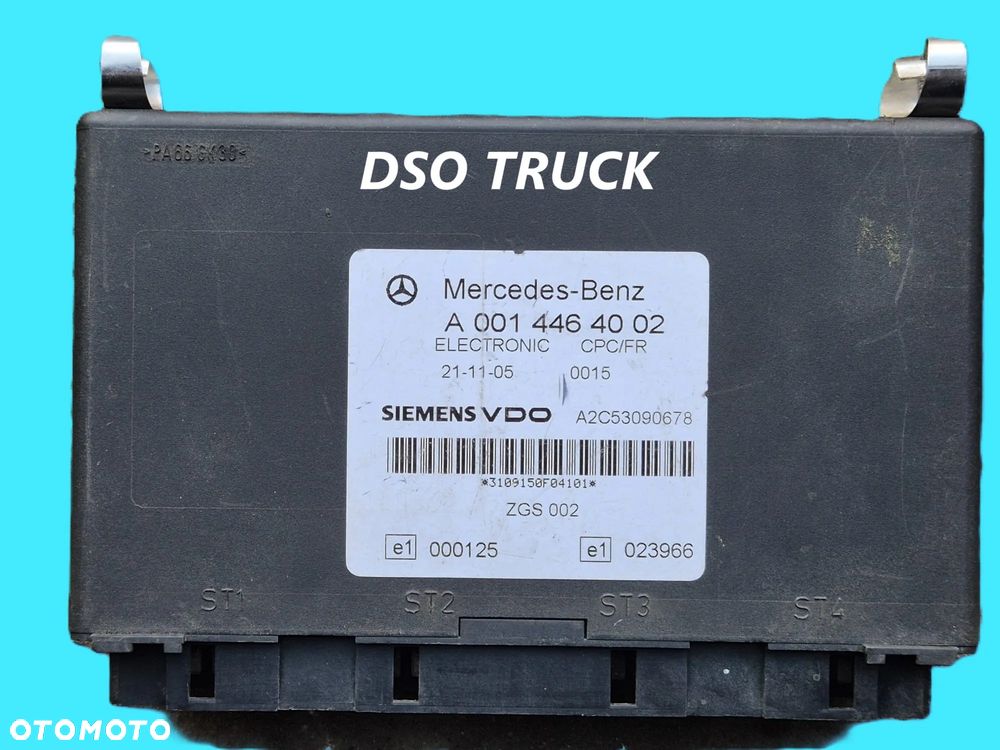 >PA66 GK30<
DSO TRUCK
Mercedes-Benz
A 001 446 40 02
ELECTRONIC CPC/FR
21-11-05 0015
SIEMENS VDO A2C53090678
*3109150F04101*
ZGS 002
e1 000125 e1 023966
ST1 ST2 ST3 ST4
OTOMOTO